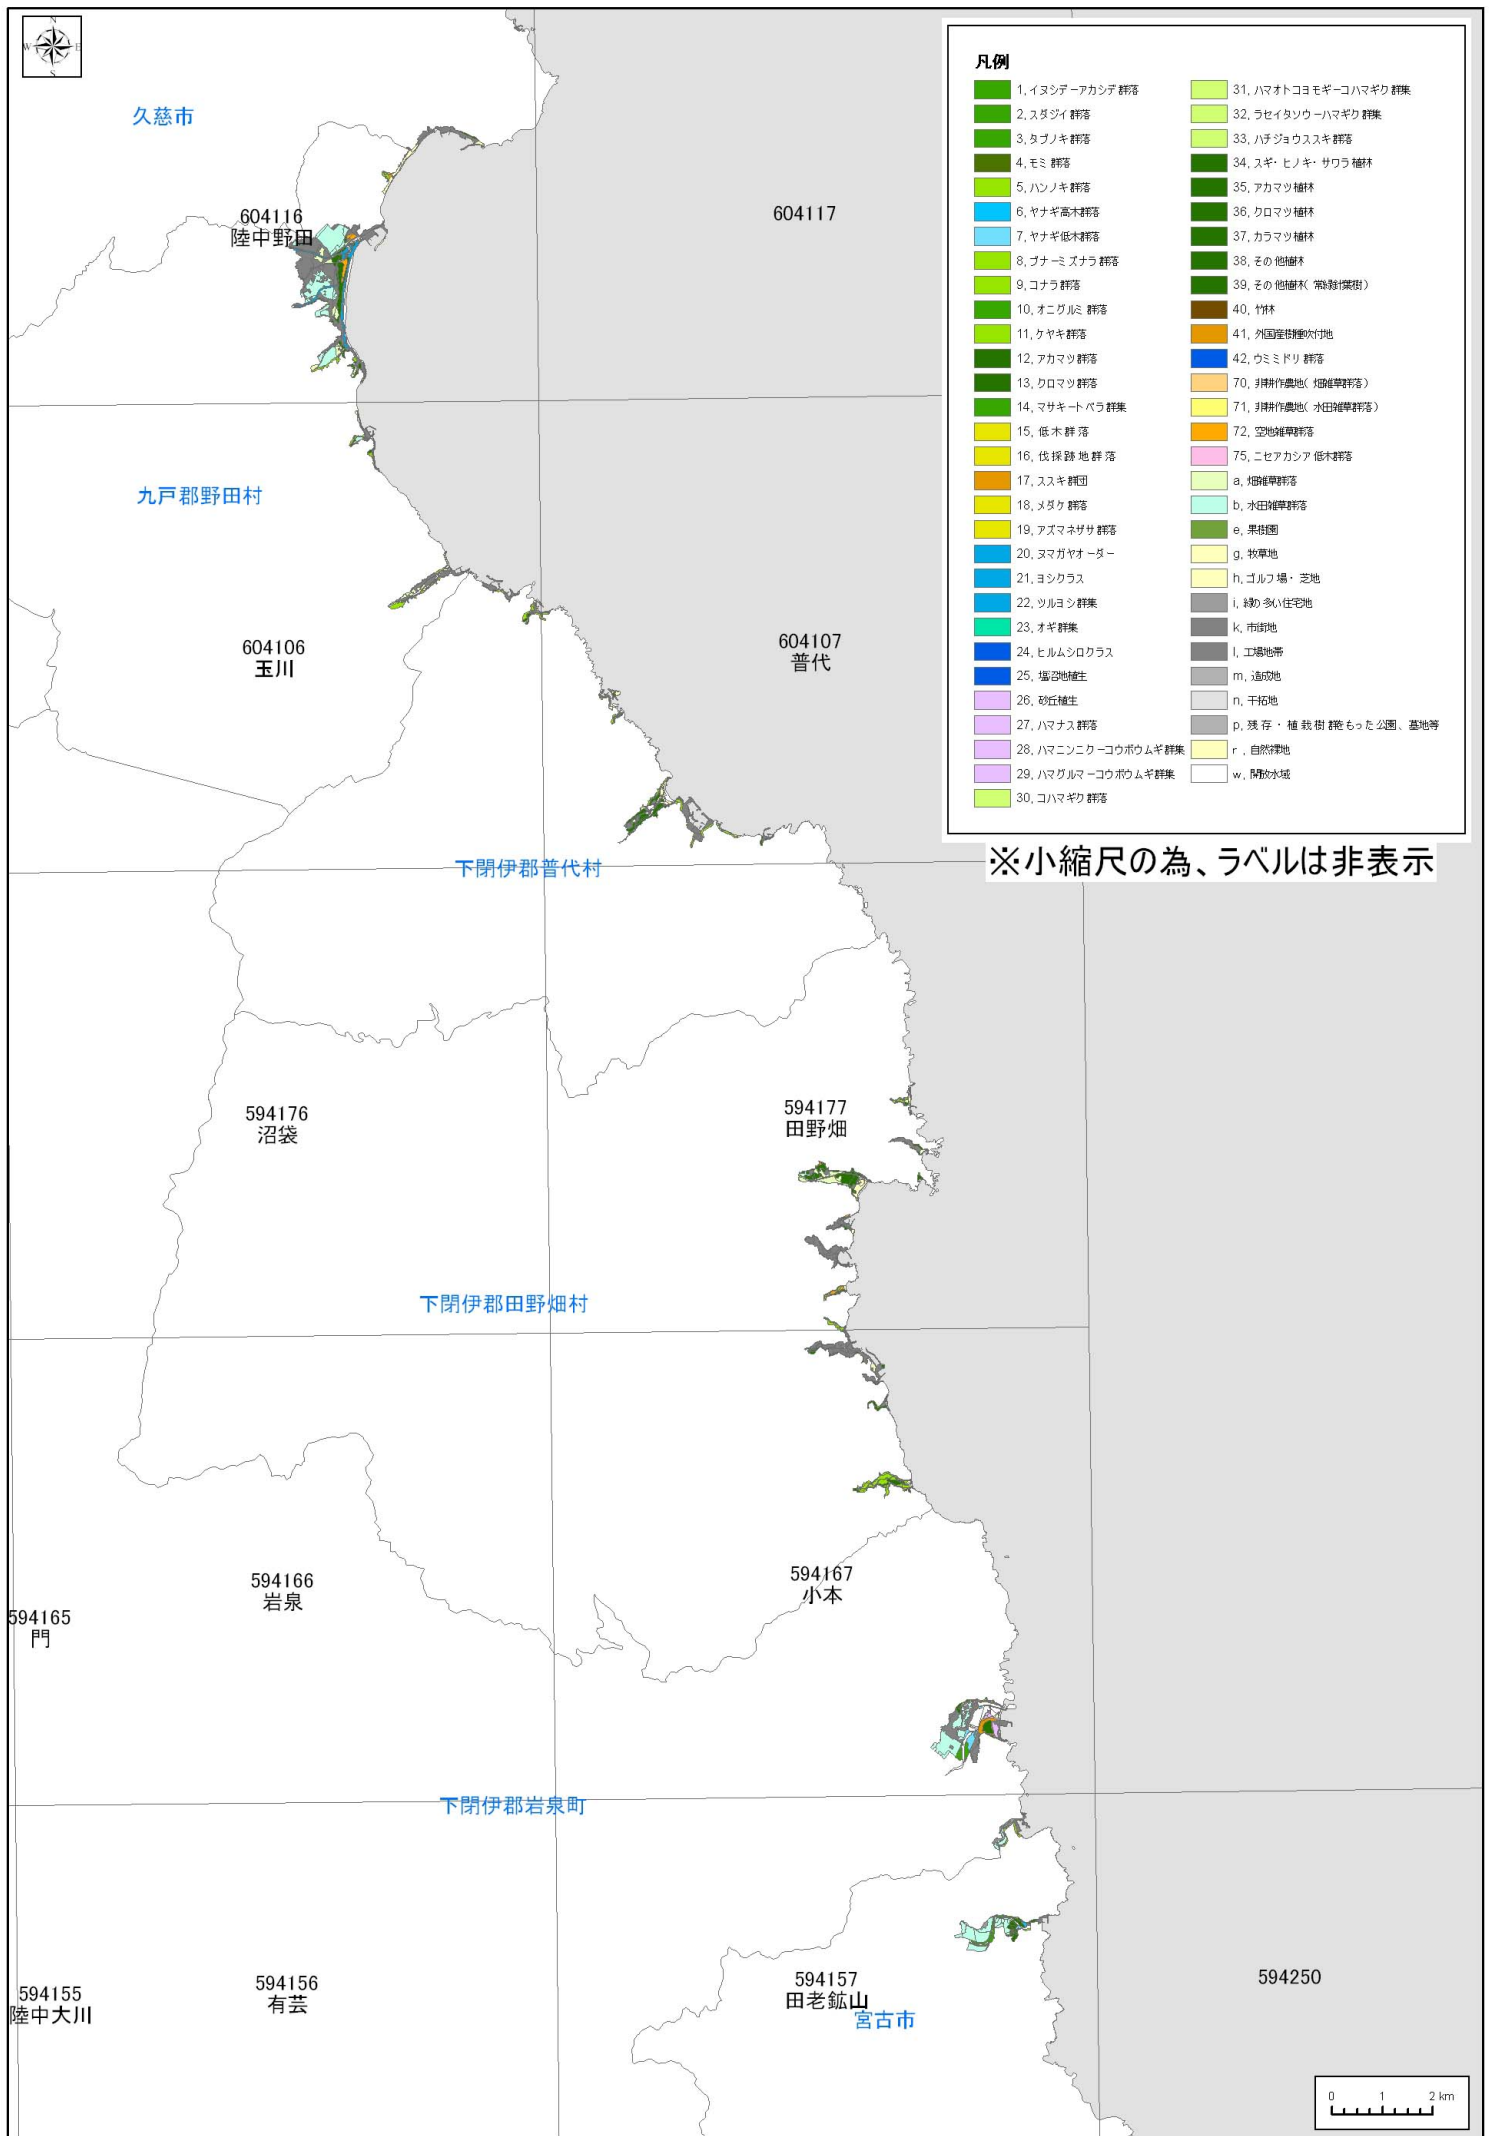 N
W E
S
久慈市
604116
陸中野田
604117
九戸郡野田村
604106
玉川
604107
普代
下閉伊郡普代村
594176
沼袋
594177
田野畑
下閉伊郡田野畑村
594166
岩泉
594167
小本
594165
門
下閉伊郡岩泉町
594155
陸中大川
594156
有芸
594157
田老鉱山
宮古市
594250
凡例
1, イヌシデーアカシデ群落
2, スダジイ群落
3, タブノキ群落
4, モミ群落
5, ハンノキ群落
6, ヤナギ高木群落
7, ヤナギ低木群落
8, ブナーミズナラ群落
9, コナラ群落
10, オニグルミ群落
11, ケヤキ群落
12, アカマツ群落
13, クロマツ群落
14, マサキートベラ群集
15, 低木群落
16, 伐採跡地群落
17, ススキ群団
18, メダケ群落
19, アズマネザサ群落
20, ヌマガヤオーダー
21, ヨシクラス
22, ツルヨシ群集
23, オギ群集
24, ヒルムシロクラス
25, 塩沼地植生
26, 砂丘植生
27, ハマナス群落
28, ハマニンニクーコウボウムギ群集
29, ハマグルマーコウボウムギ群集
30, コハマギク群落
31, ハマオトコヨモギーコハマギク群集
32, ラセイタソウーハマギク群集
33, ハチジョウススキ群落
34, スギ・ヒノキ・サワラ植林
35, アカマツ植林
36, クロマツ植林
37, カラマツ植林
38, その他植林
39, その他植林（常緑針葉樹）
40, 竹林
41, 外国産樹種吹付地
42, ウミミドリ群落
70, 非耕作農地（畑雑草群落）
71, 非耕作農地（水田雑草群落）
72, 空地雑草群落
75, ニセアカシア低木群落
a, 畑雑草群落
b, 水田雑草群落
e, 果樹園
g, 牧草地
h, ゴルフ場・芝地
i, 緑の多い住宅地
k, 市街地
l, 工場地帯
m, 造成地
n, 干拓地
p, 残存・植栽樹群をもった公園、墓地等
r, 自然裸地
w, 開放水域
※小縮尺の為、ラベルは非表示
0 1 2 km